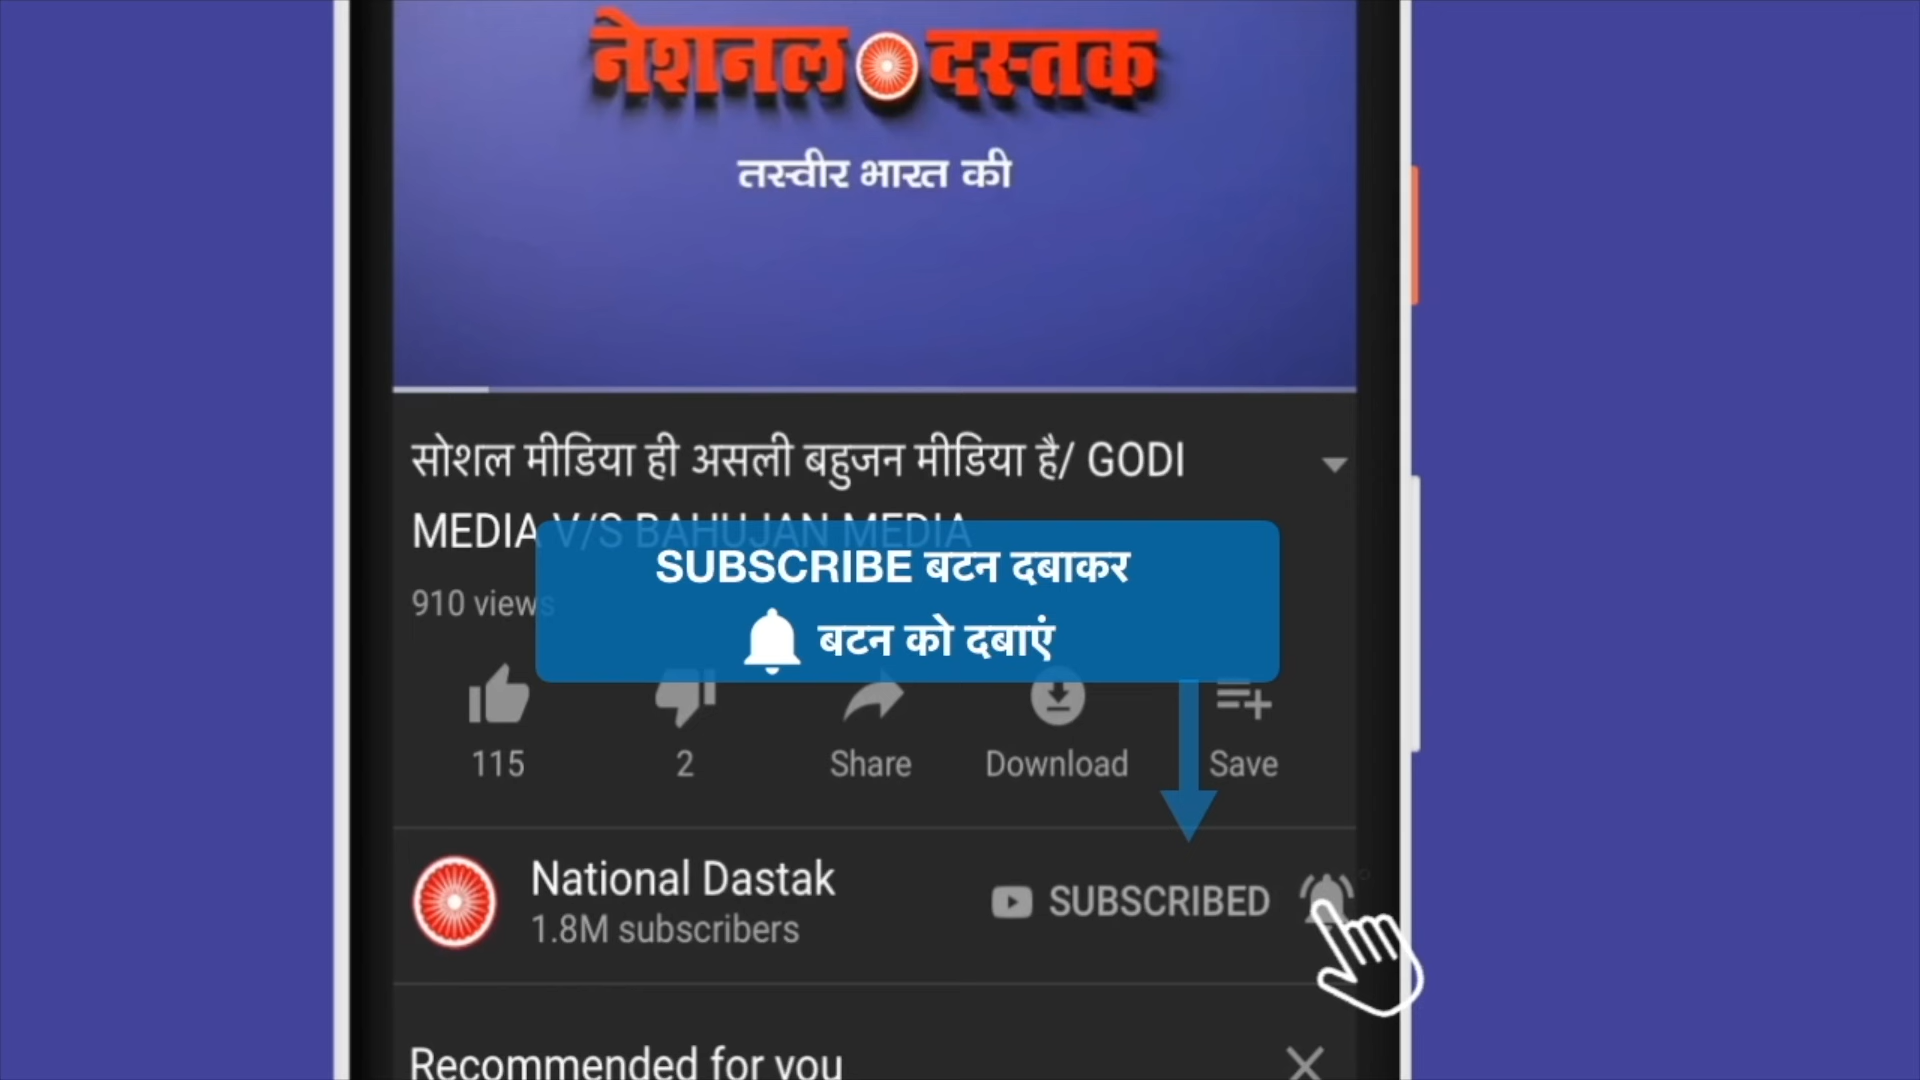 नेशनल दस्तक
तस्वीर भारत की
सोशल मीडिया ही असली बहुजन मीडिया है/ GODI
MEDIA V/S BAHUJAN MEDIA
SUBSCRIBE बटन दबाकर
बटन को दबाएं
910 views
115
2
Share
Download
Save
National Dastak
1.8M subscribers
SUBSCRIBED
Recommended for you